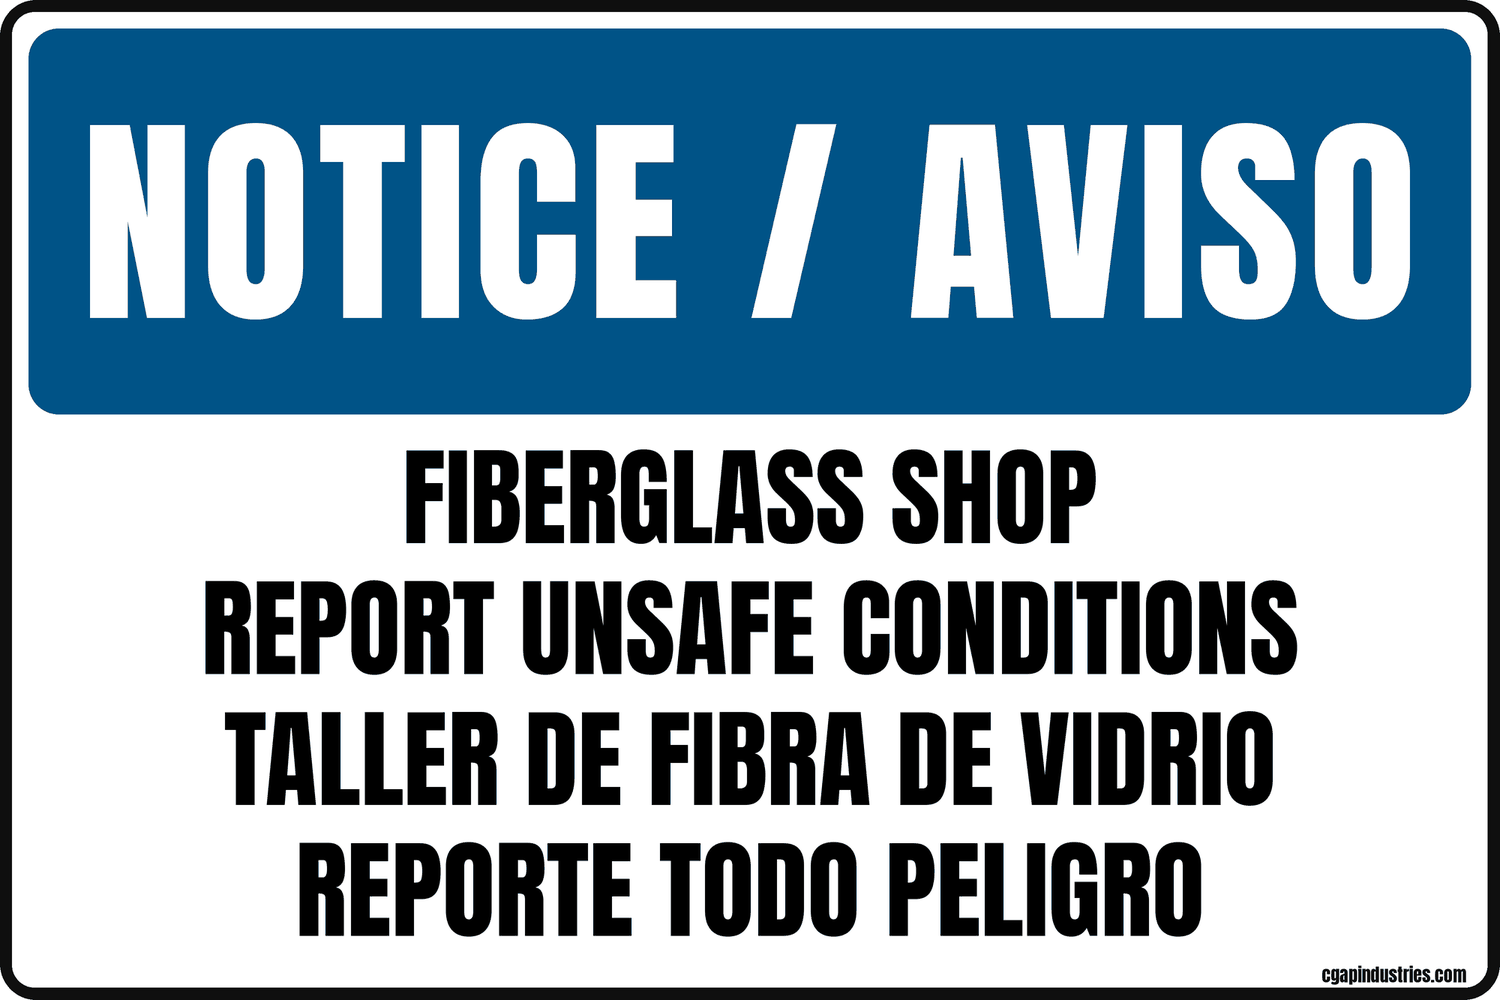 NOTICE / AVISO
FIBERGLASS SHOP
REPORT UNSAFE CONDITIONS
TALLER DE FIBRA DE VIDRIO
REPORTE TODO PELIGRO
cgapindustries.com